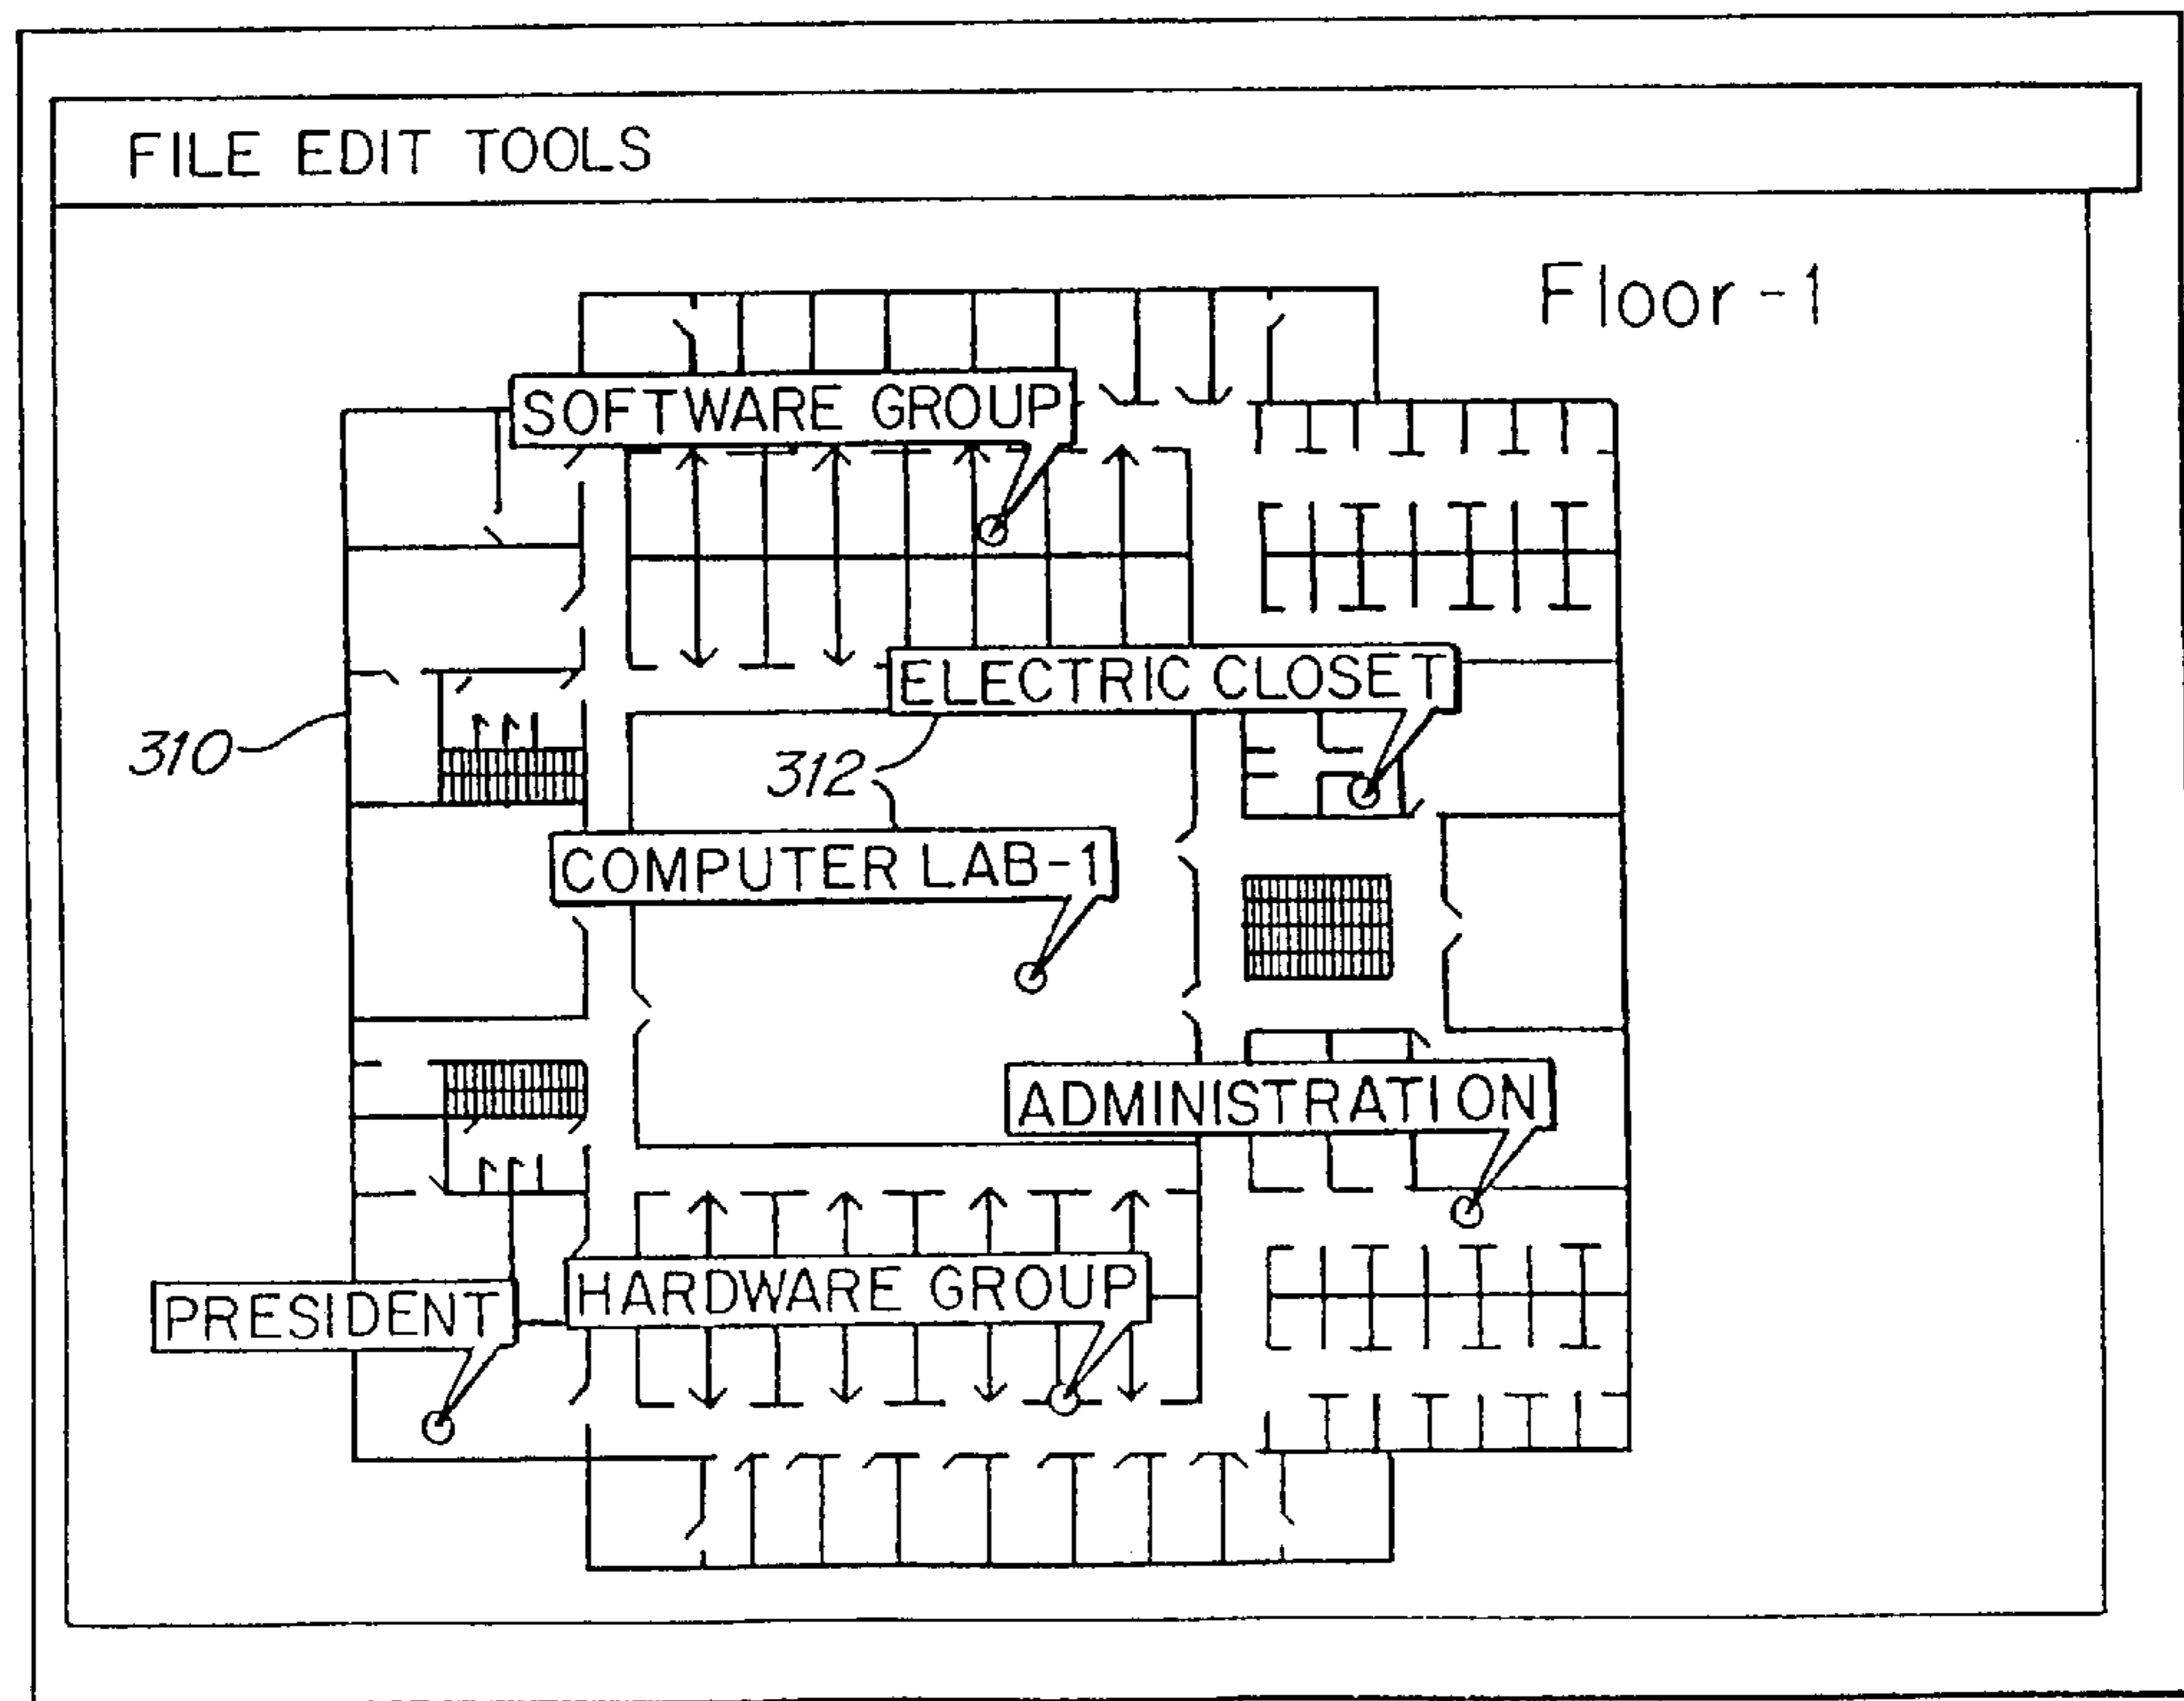 FILE EDIT TOOLS
Floor-1
SOFTWARE GROUP
ELECTRIC CLOSET
310
312
COMPUTER LAB-1
ADMINISTRATION
HARDWARE GROUP
PRESIDENT